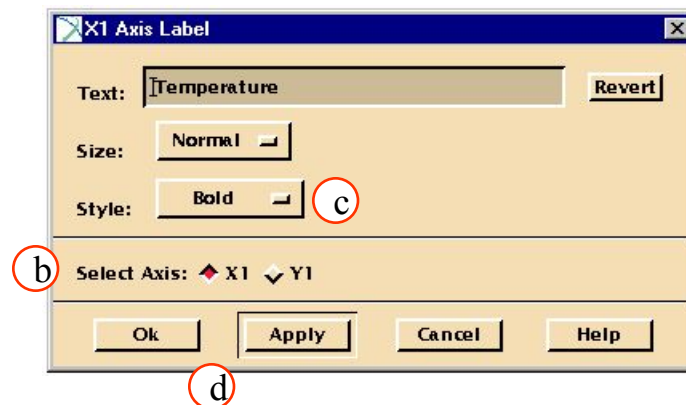 X1 Axis Label
Text: Temperature Revert
Size: Normal
Style: Bold c
b Select Axis: X1 Y1
Ok Apply Cancel Help
d